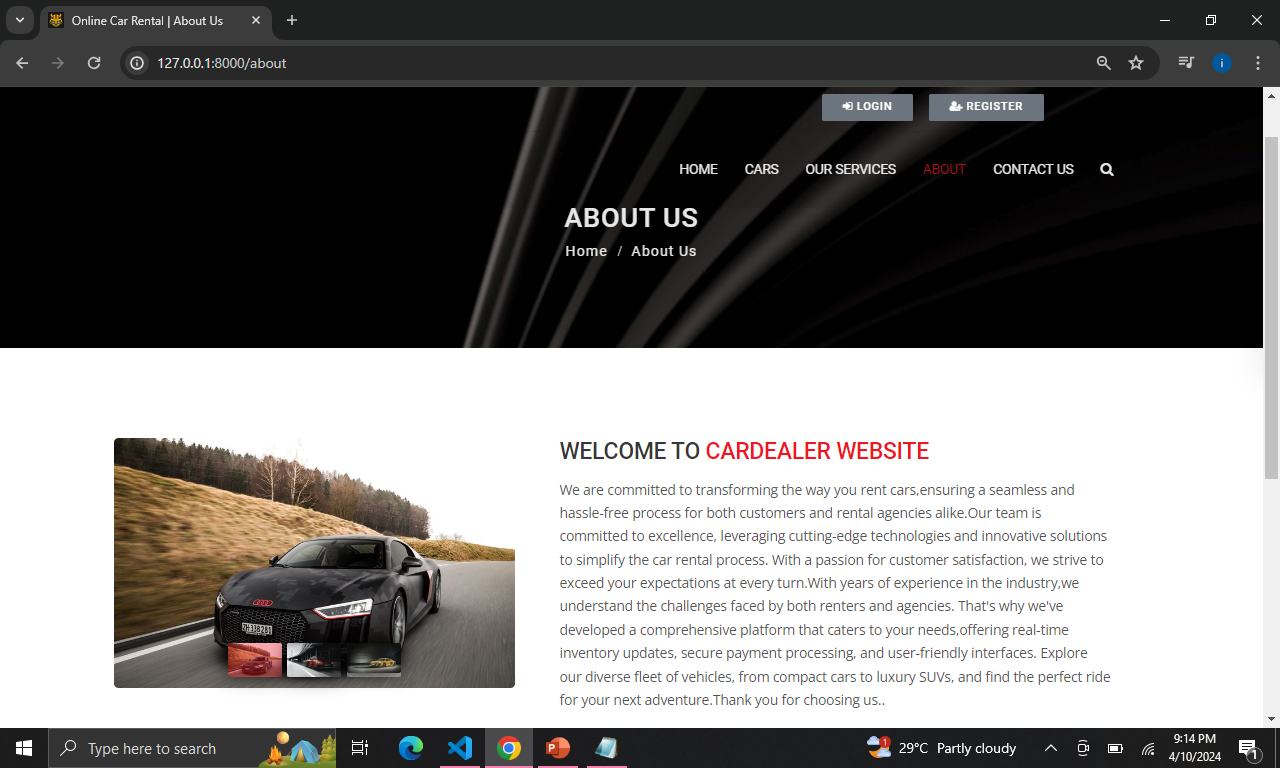 Online Car Rental | About Us
127.0.0.1:8000/about
i
LOGIN
REGISTER
HOME
CARS
OUR SERVICES
ABOUT
CONTACT US
ABOUT US
Home / About Us
WELCOME TO CARDEALER WEBSITE
We are committed to transforming the way you rent cars,ensuring a seamless and
hassle-free process for both customers and rental agencies alike.Our team is
committed to excellence, leveraging cutting-edge technologies and innovative solutions
to simplify the car rental process. With a passion for customer satisfaction, we strive to
exceed your expectations at every turn.With years of experience in the industry,we
understand the challenges faced by both renters and agencies. That's why we've
developed a comprehensive platform that caters to your needs,offering real-time
inventory updates, secure payment processing, and user-friendly interfaces. Explore
our diverse fleet of vehicles, from compact cars to luxury SUVs, and find the perfect ride
for your next adventure.Thank you for choosing us..
Type here to search
1
29°C Partly cloudy
9:14 PM
4/10/2024
1